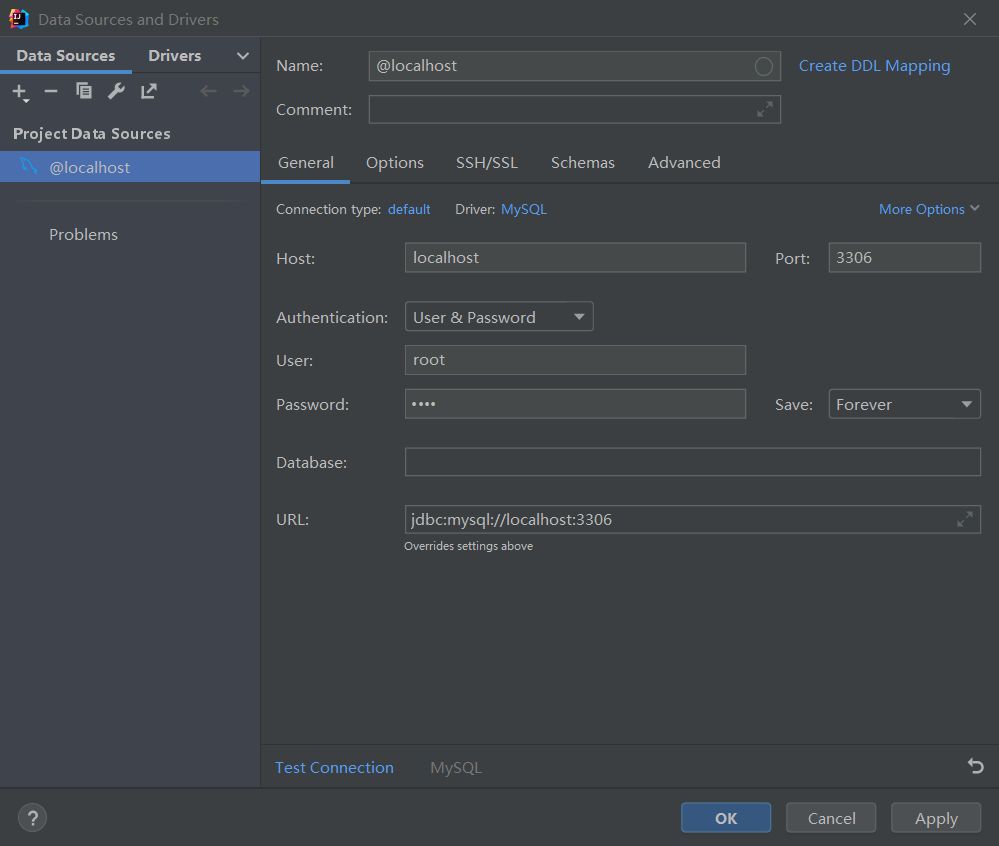 Data Sources and Drivers
Data Sources Drivers
Project Data Sources
@localhost
Problems
Name: @localhost Create DDL Mapping
Comment:
General Options SSH/SSL Schemas Advanced
Connection type: default Driver: MySQL More Options
Host: localhost Port: 3306
Authentication: User & Password
User: root
Password: •••• Save: Forever
Database:
URL: jdbc:mysql://localhost:3306
Overrides settings above
Test Connection MySQL
? OK Cancel Apply